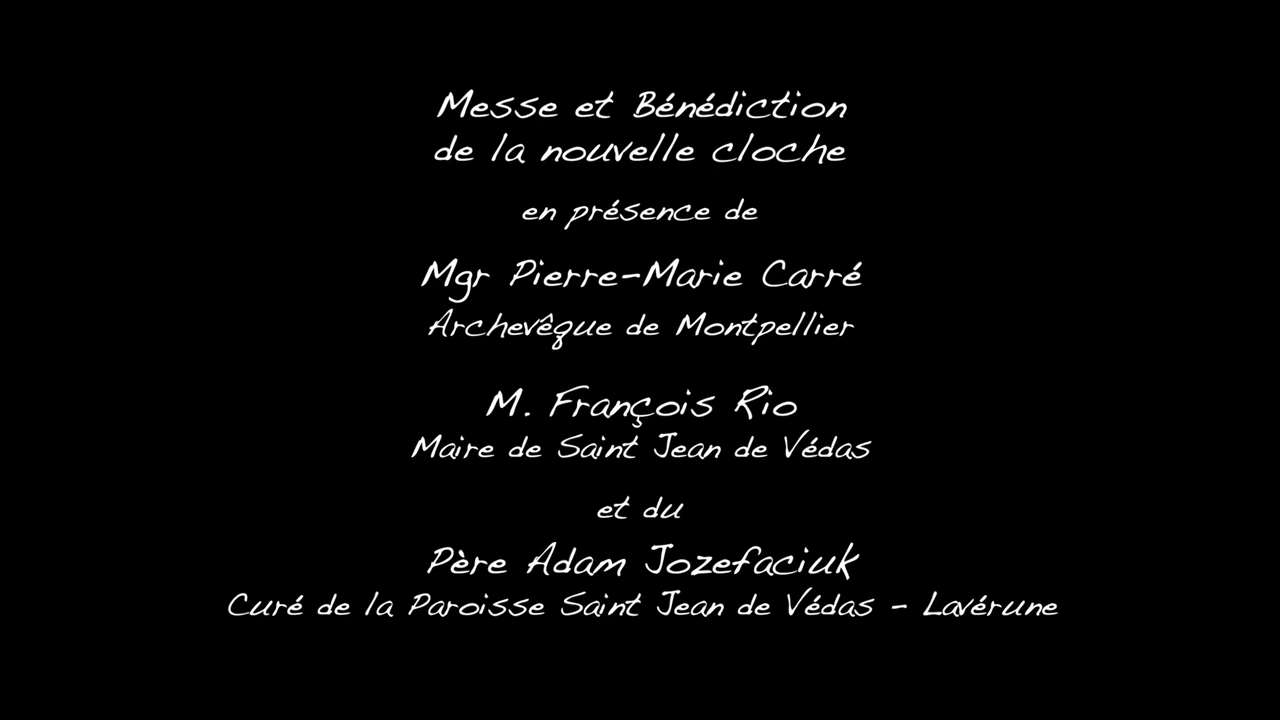 Messe et Bénédiction
de la nouvelle cloche
en présence de
Mgr Pierre-Marie Carré
Archevêque de Montpellier
M. François Rio
Maire de Saint Jean de Védas
et du
Père Adam Jozefaciuk
Curé de la Paroisse Saint Jean de Védas - Lavérune